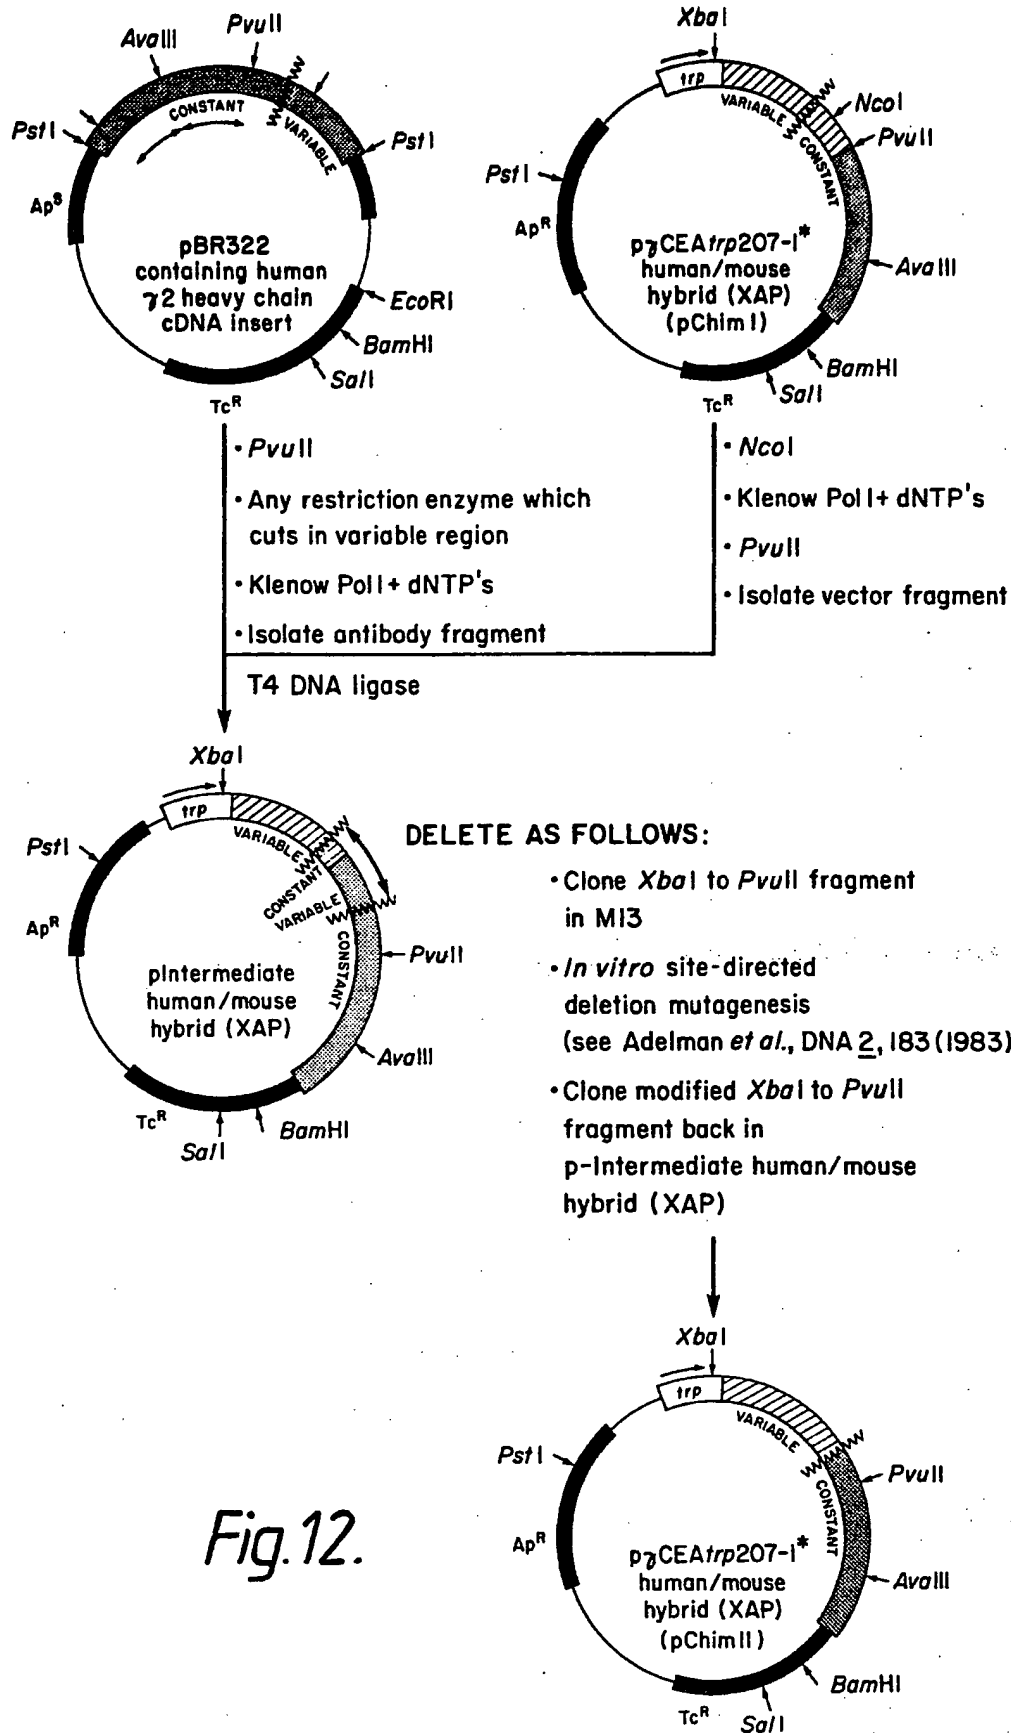 PvuII
AvaIII
PstI
CONSTANT
VARIABLE
PstI
Ap^S
pBR322
containing human
γ2 heavy chain
cDNA insert
EcoRI
BamHI
SalI
Tc^R
XbaI
trp
VARIABLE
NcoI
PvuII
CONSTANT
PstI
Ap^R
pγCEAtrp207-I*
human/mouse
hybrid (XAP)
(pChim I)
AvaIII
BamHI
SalI
Tc^R
· PvuII
· Any restriction enzyme which
cuts in variable region
· Klenow Pol I + dNTP's
· Isolate antibody fragment
· NcoI
· Klenow Pol I + dNTP's
· PvuII
· Isolate vector fragment
T4 DNA ligase
XbaI
trp
VARIABLE
CONSTANT
VARIABLE
CONSTANT
PstI
Ap^R
PvuII
pIntermediate
human/mouse
hybrid (XAP)
AvaIII
BamHI
SalI
Tc^R
DELETE AS FOLLOWS:
· Clone XbaI to PvuII fragment
in M13
· In vitro site-directed
deletion mutagenesis
(see Adelman et al., DNA 2, 183 (1983)
· Clone modified XbaI to PvuII
fragment back in
p-Intermediate human/mouse
hybrid (XAP)
XbaI
trp
VARIABLE
PstI
PvuII
CONSTANT
Ap^R
pγCEAtrp207-I*
human/mouse
hybrid (XAP)
(pChim II)
AvaIII
BamHI
SalI
Tc^R
Fig.12.